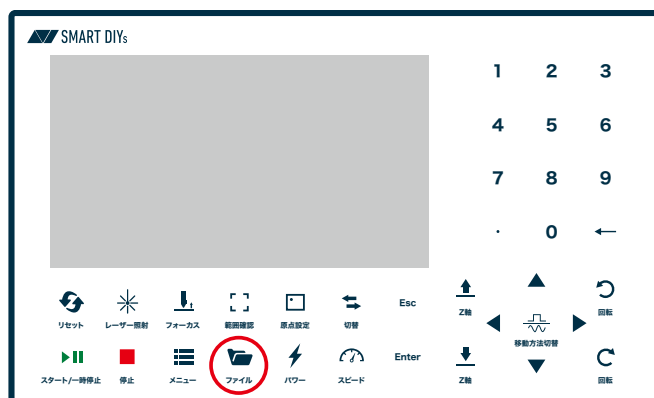 SMART DIYs
1 2 3
4 5 6
7 8 9
. 0
リセット レーザー照射 フォーカス 範囲確認 原点設定 切替 Esc
Z軸 回転
移動方法切替
スタート/一時停止 停止 メニュー ファイル パワー スピード Enter
Z軸 回転